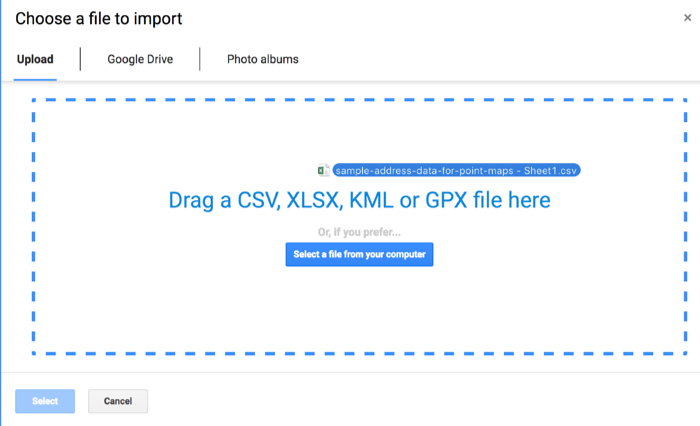 Choose a file to import
×
Upload
Google Drive
Photo albums
sample-address-data-for-point-maps - Sheet1.csv
Drag a CSV, XLSX, KML or GPX file here
Or, if you prefer...
Select a file from your computer
Select
Cancel